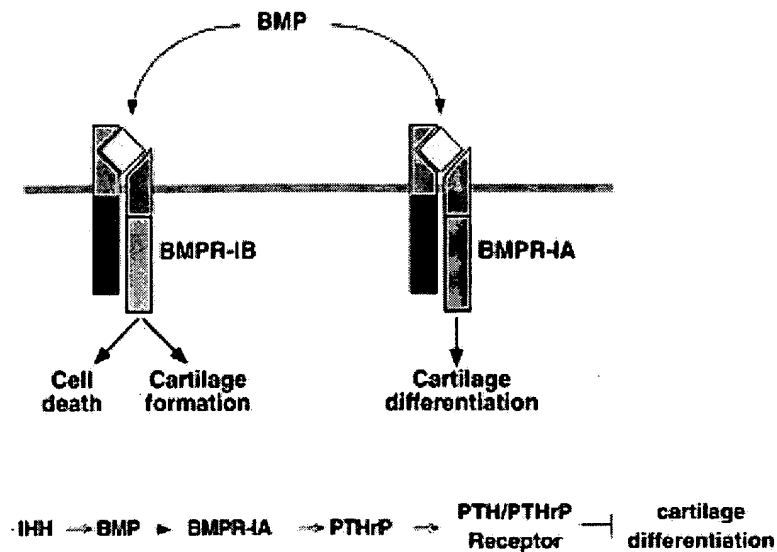 BMP
BMPR-IB
BMPR-IA
Cell death
Cartilage formation
Cartilage differentiation
IHH BMP BMPR-IA PTHrP PTH/PTHrP Receptor cartilage differentiation